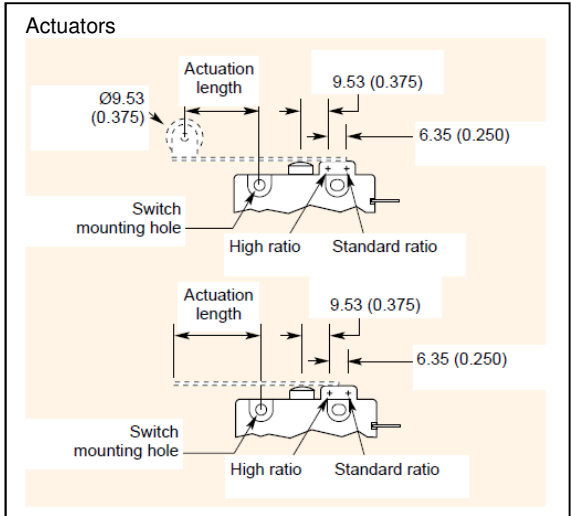 Actuators
Actuation
length
9.53 (0.375)
Ø9.53
(0.375)
6.35 (0.250)
Switch
mounting hole
High ratio
Standard ratio
Actuation
length
9.53 (0.375)
6.35 (0.250)
Switch
mounting hole
High ratio
Standard ratio